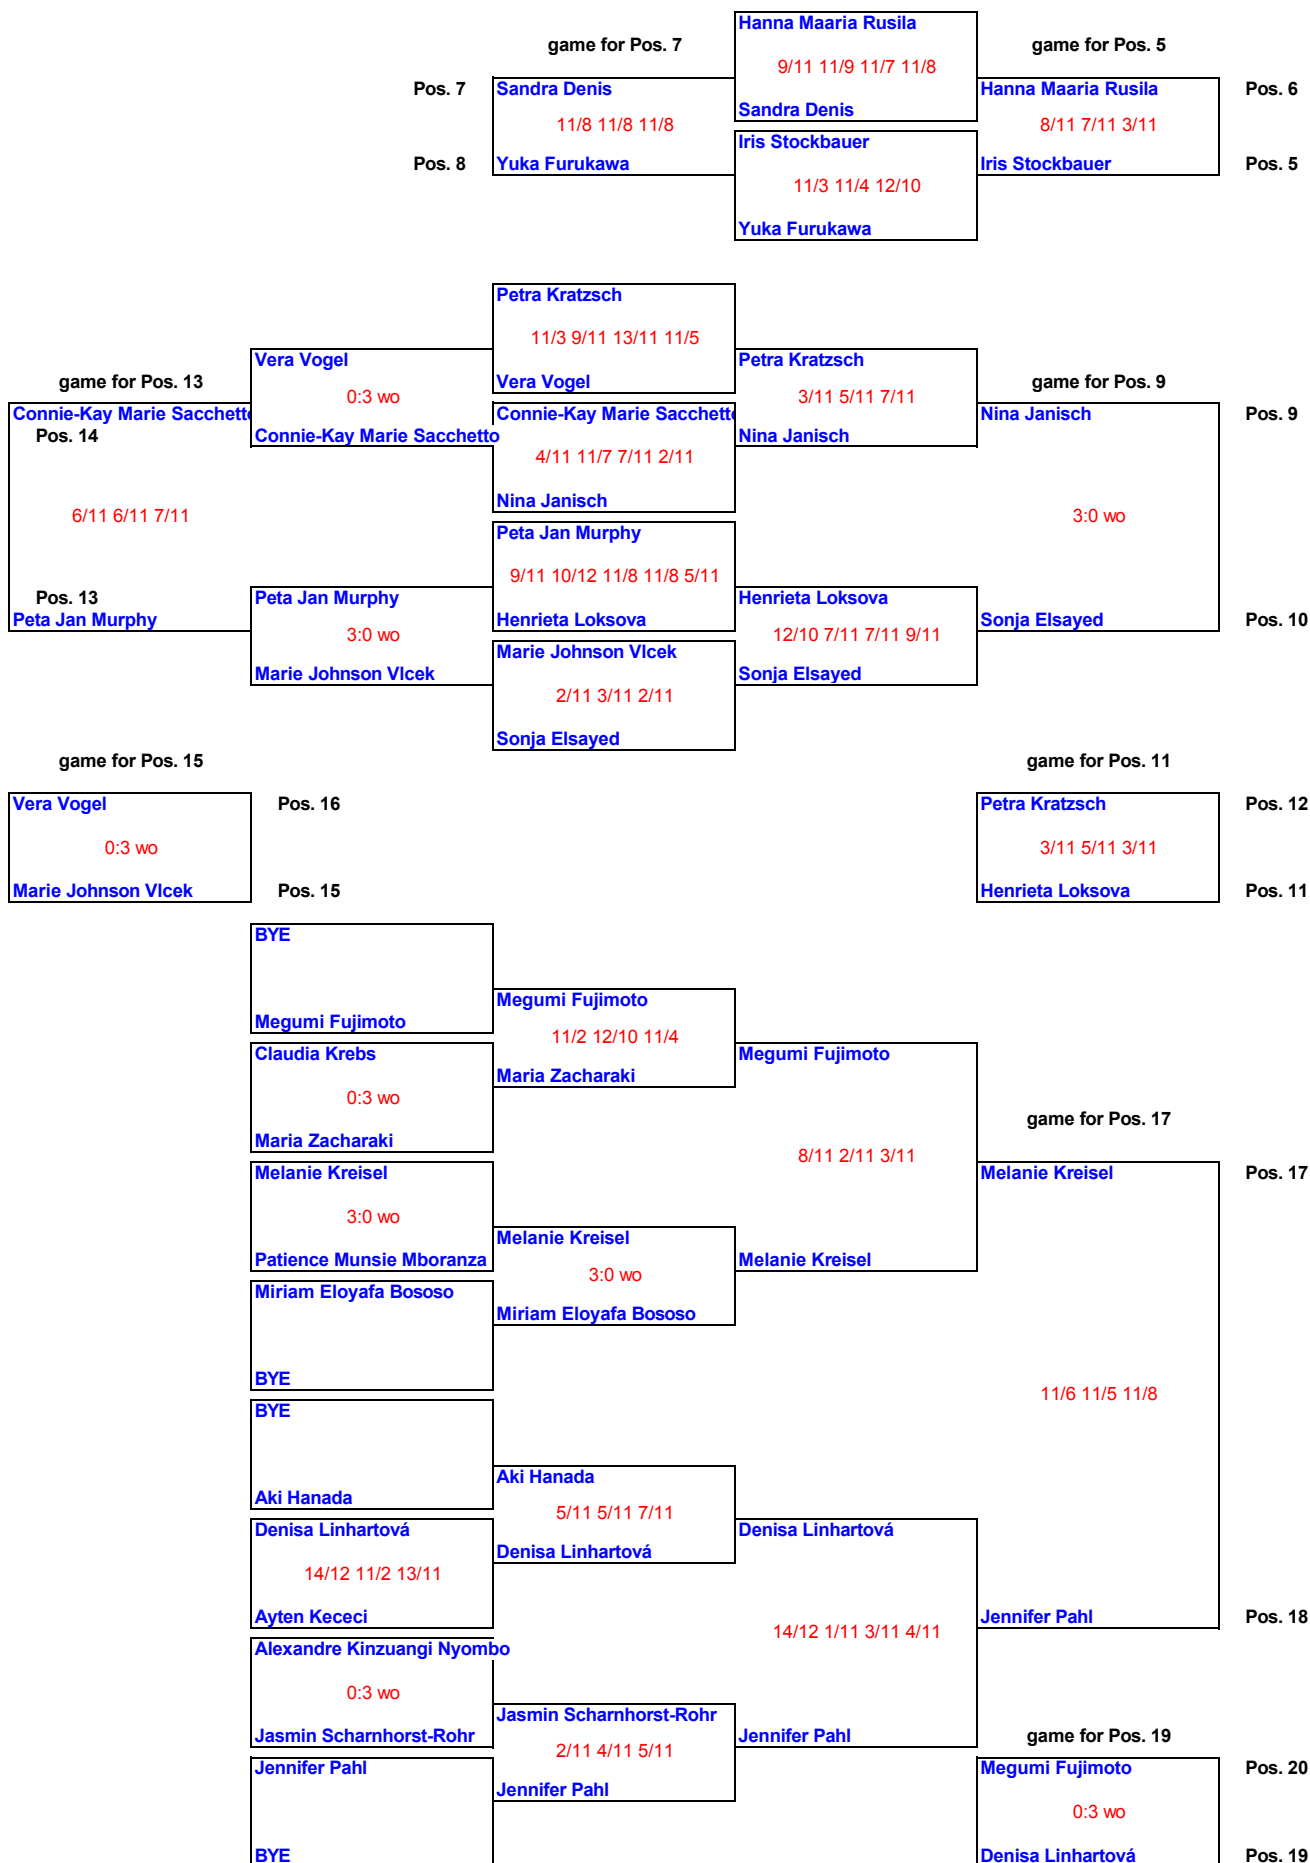 Hanna Maaria Rusila
game for Pos. 7
game for Pos. 5
9/11 11/9 11/7 11/8
Pos. 7
Sandra Denis
Hanna Maaria Rusila
Pos. 6
Sandra Denis
11/8 11/8 11/8
8/11 7/11 3/11
Iris Stockbauer
Pos. 8
Yuka Furukawa
Iris Stockbauer
Pos. 5
11/3 11/4 12/10
Yuka Furukawa
Petra Kratzsch
11/3 9/11 13/11 11/5
Vera Vogel
Petra Kratzsch
game for Pos. 13
Vera Vogel
game for Pos. 9
0:3 wo
3/11 5/11 7/11
Connie-Kay Marie Sacchetto
Connie-Kay Marie Sacchetto
Nina Janisch
Pos. 9
Pos. 14
Connie-Kay Marie Sacchetto
Nina Janisch
4/11 11/7 7/11 2/11
Nina Janisch
6/11 6/11 7/11
3:0 wo
Peta Jan Murphy
9/11 10/12 11/8 11/8 5/11
Pos. 13
Peta Jan Murphy
Henrieta Loksova
Peta Jan Murphy
Henrieta Loksova
Sonja Elsayed
Pos. 10
3:0 wo
12/10 7/11 7/11 9/11
Marie Johnson Vlcek
Marie Johnson Vlcek
Sonja Elsayed
2/11 3/11 2/11
Sonja Elsayed
game for Pos. 15
game for Pos. 11
Vera Vogel
Pos. 16
Petra Kratzsch
Pos. 12
0:3 wo
3/11 5/11 3/11
Marie Johnson Vlcek
Pos. 15
Henrieta Loksova
Pos. 11
BYE
Megumi Fujimoto
Megumi Fujimoto
11/2 12/10 11/4
Claudia Krebs
Megumi Fujimoto
Maria Zacharaki
0:3 wo
game for Pos. 17
Maria Zacharaki
8/11 2/11 3/11
Melanie Kreisel
Melanie Kreisel
Pos. 17
3:0 wo
Melanie Kreisel
Patience Munsie Mboranza
Melanie Kreisel
3:0 wo
Miriam Eloyafa Bososo
Miriam Eloyafa Bososo
BYE
11/6 11/5 11/8
BYE
Aki Hanada
Aki Hanada
5/11 5/11 7/11
Denisa Linhartová
Denisa Linhartová
Denisa Linhartová
14/12 11/2 13/11
Ayten Kececi
Jennifer Pahl
Pos. 18
14/12 1/11 3/11 4/11
Alexandre Kinzuangi Nyombo
0:3 wo
Jasmin Scharnhorst-Rohr
Jasmin Scharnhorst-Rohr
Jennifer Pahl
game for Pos. 19
2/11 4/11 5/11
Jennifer Pahl
Megumi Fujimoto
Pos. 20
Jennifer Pahl
0:3 wo
BYE
Denisa Linhartová
Pos. 19